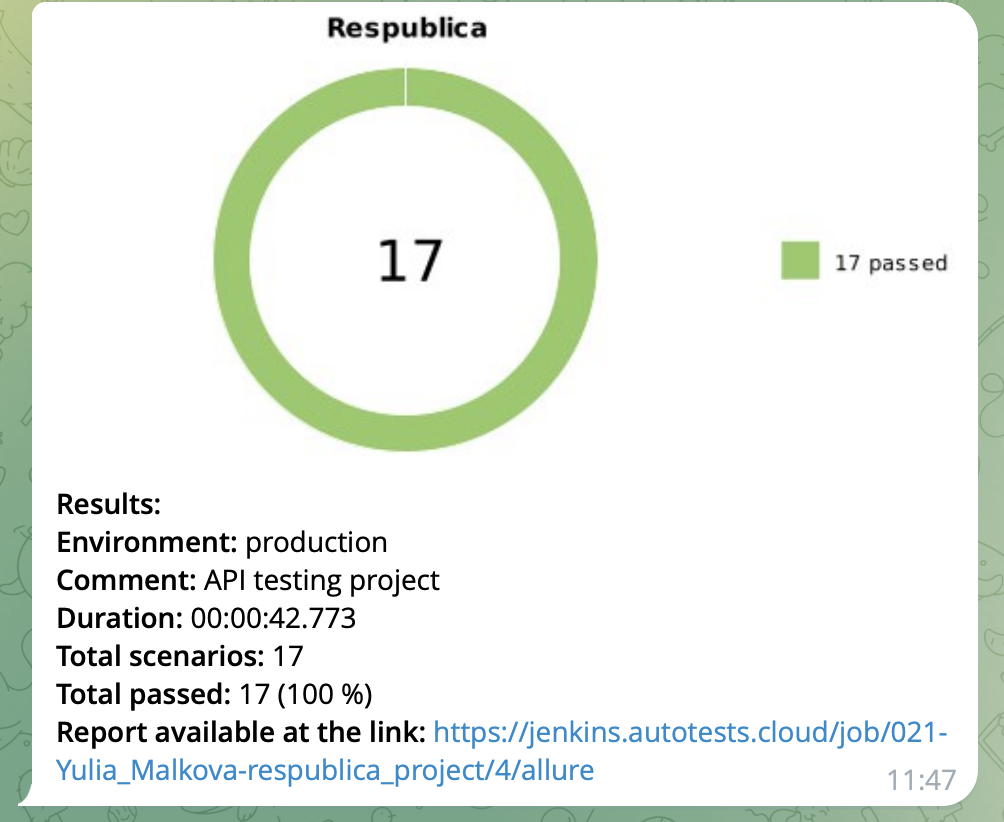 Respublica
17
17 passed
Results:
Environment: production
Comment: API testing project
Duration: 00:00:42.773
Total scenarios: 17
Total passed: 17 (100 %)
Report available at the link: https://jenkins.autotests.cloud/job/021-
Yulia_Malkova-respublica_project/4/allure
11:47